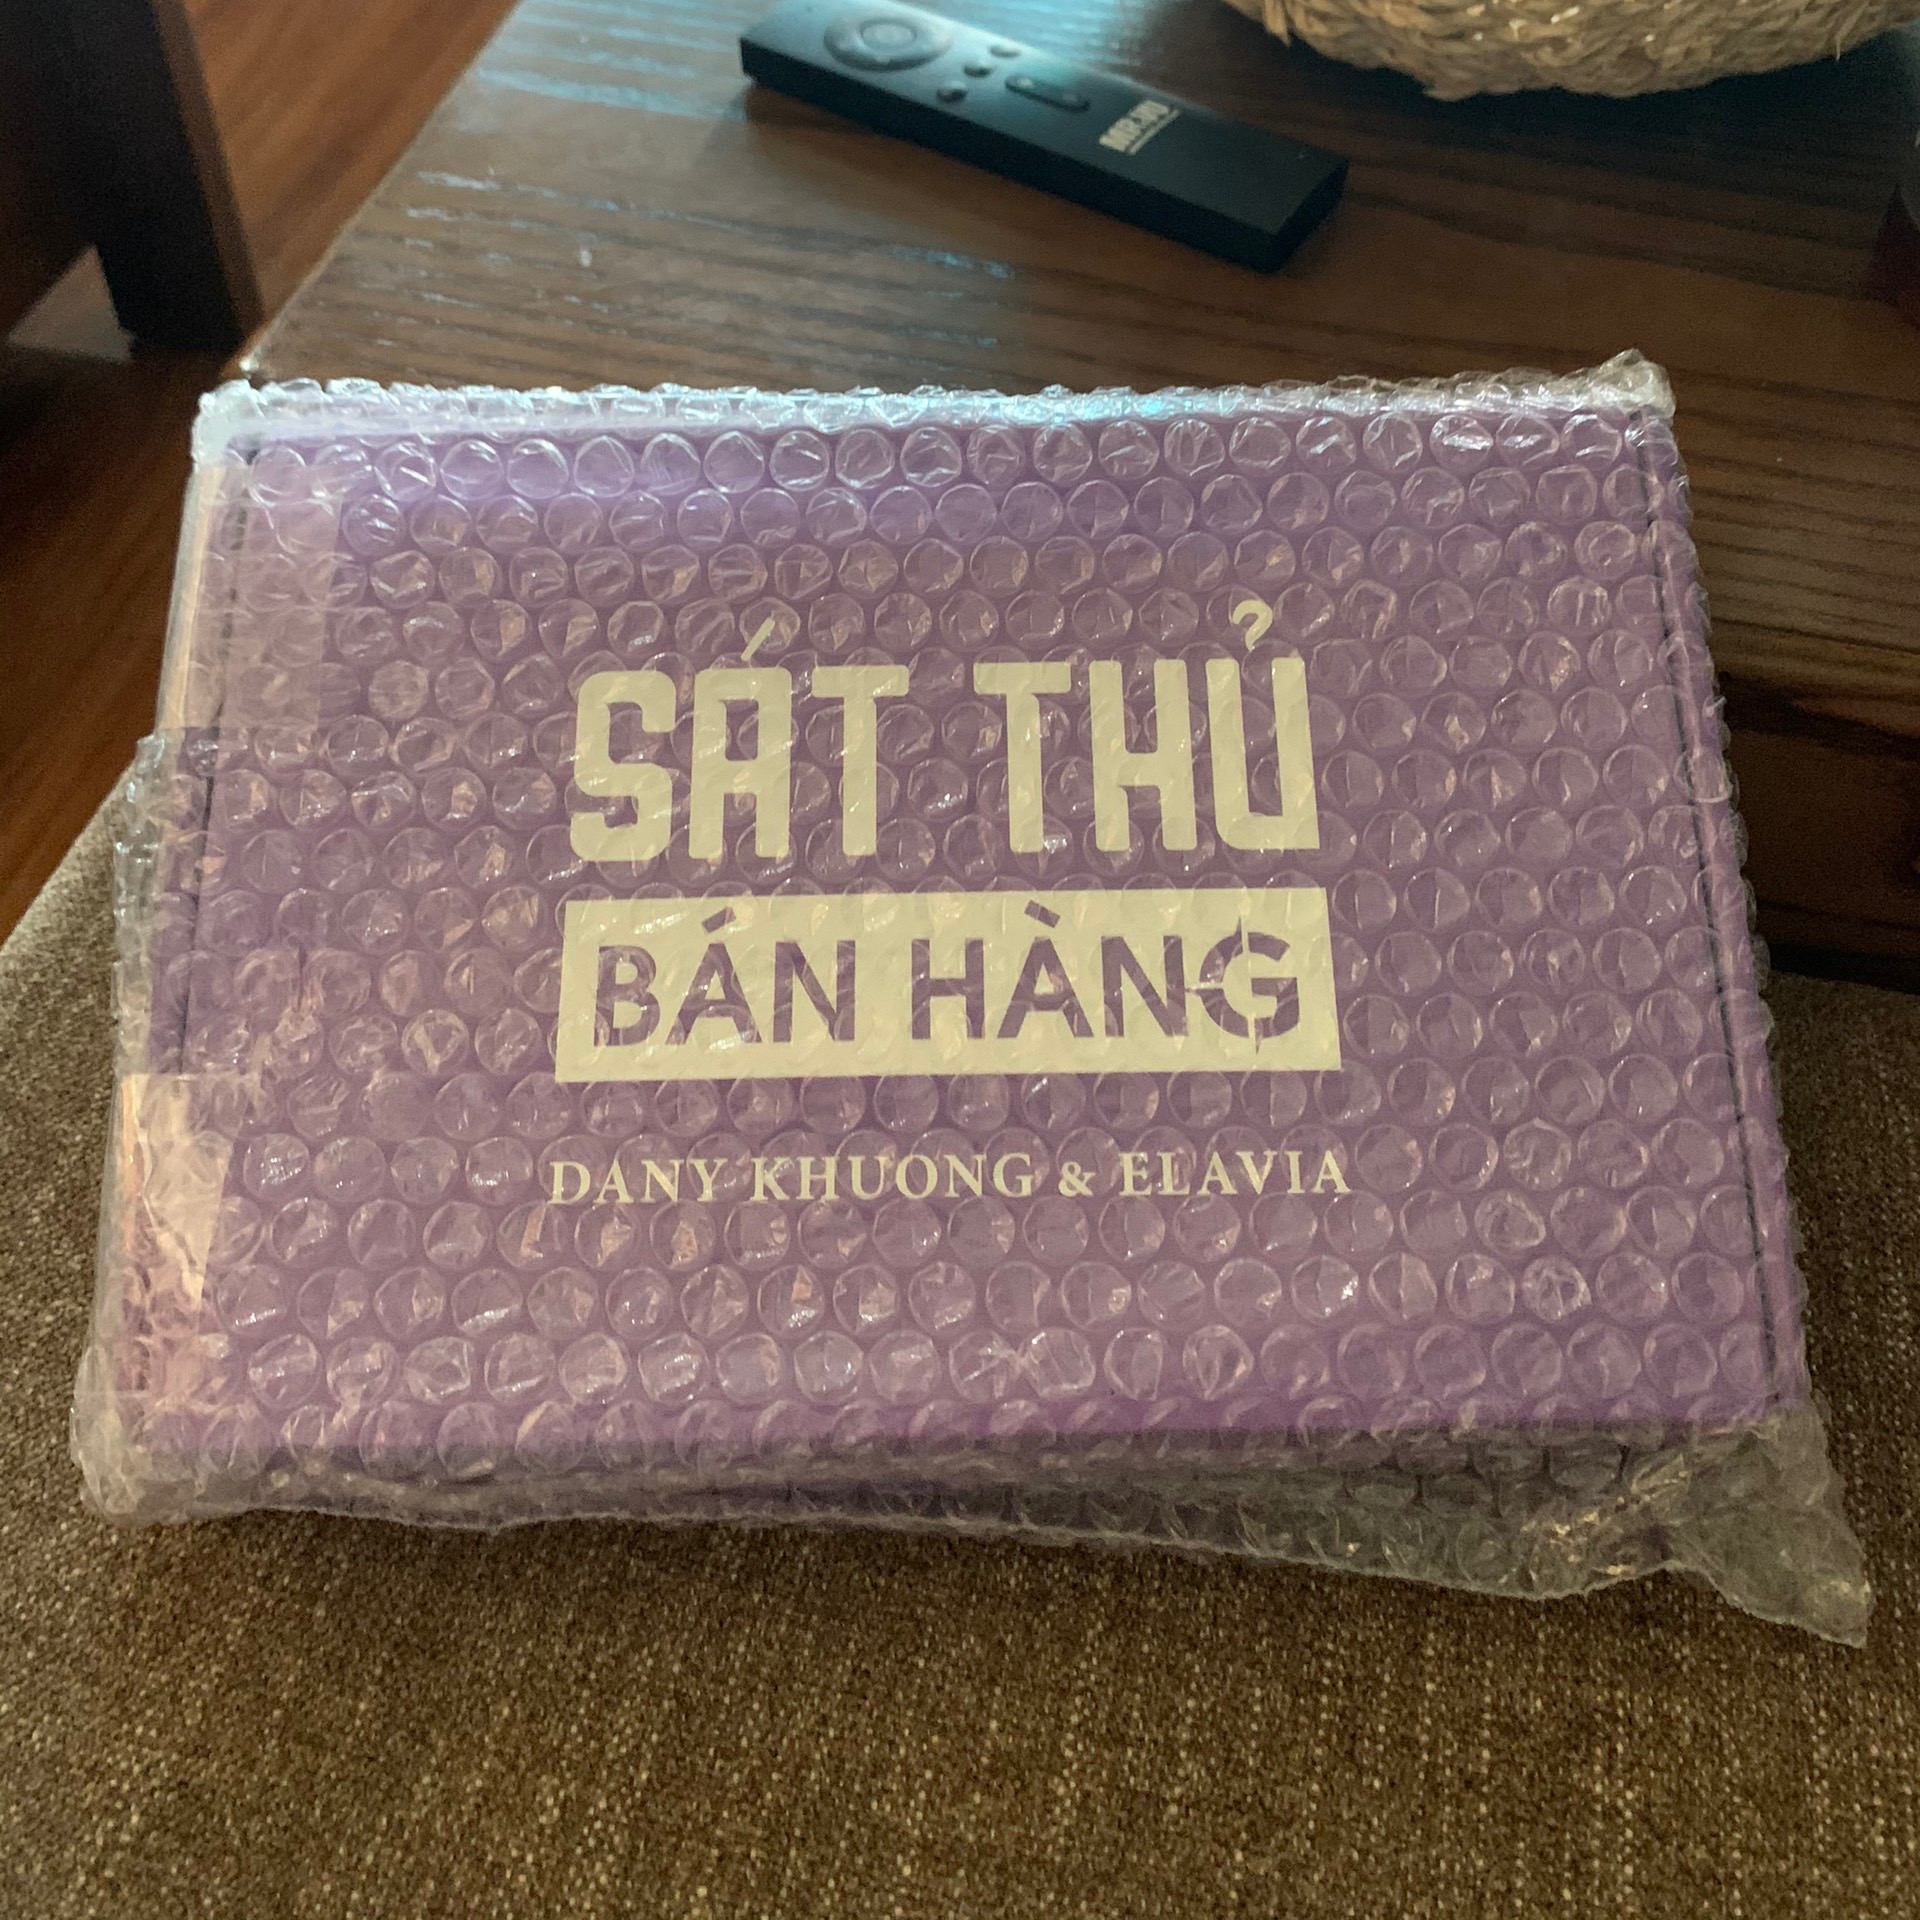 SÁT THỦ
BÁN HÀNG
DANY KHUONG & ELAVIA